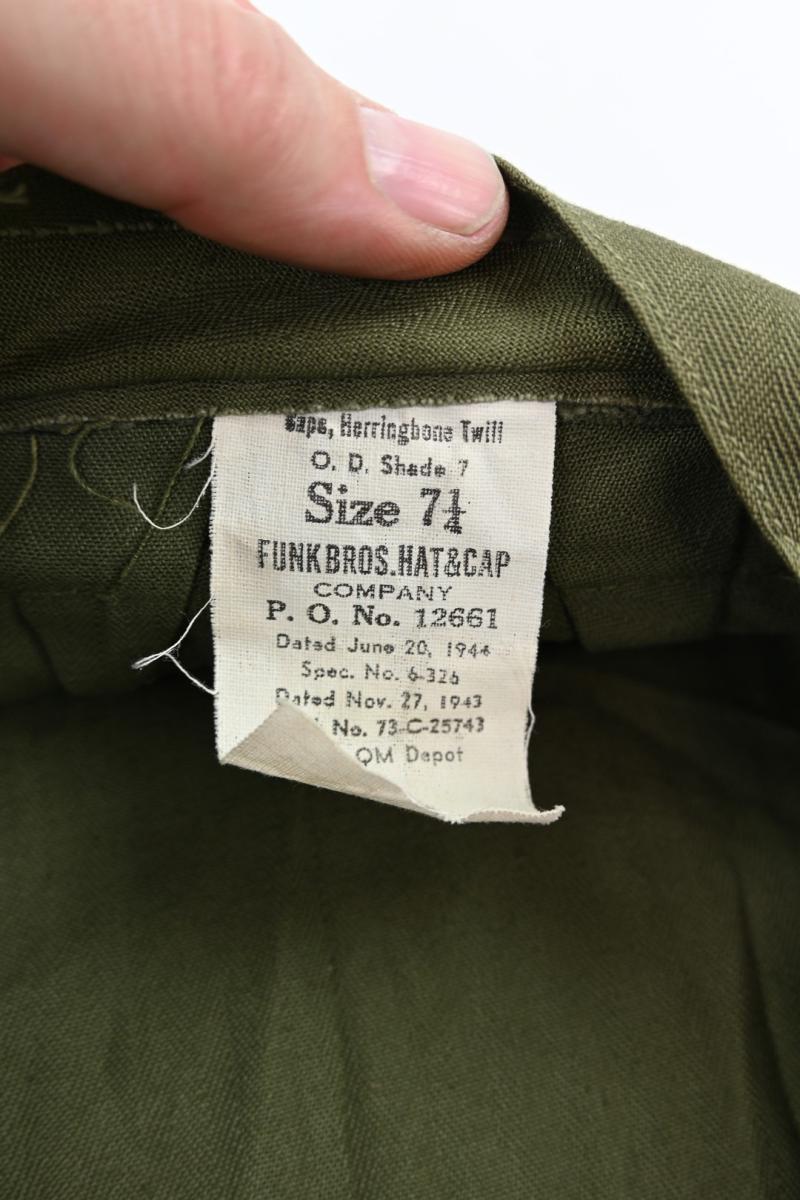 Caps, Herringbone Twill
O. D. Shade 7
Size 7¼
FUNK BROS. HAT & CAP
COMPANY
P. O. No. 12661
Dated June 20, 1944
Spec. No. 6-326
Dated Nov. 27, 1943
No. 73-C-25743
QM Depot